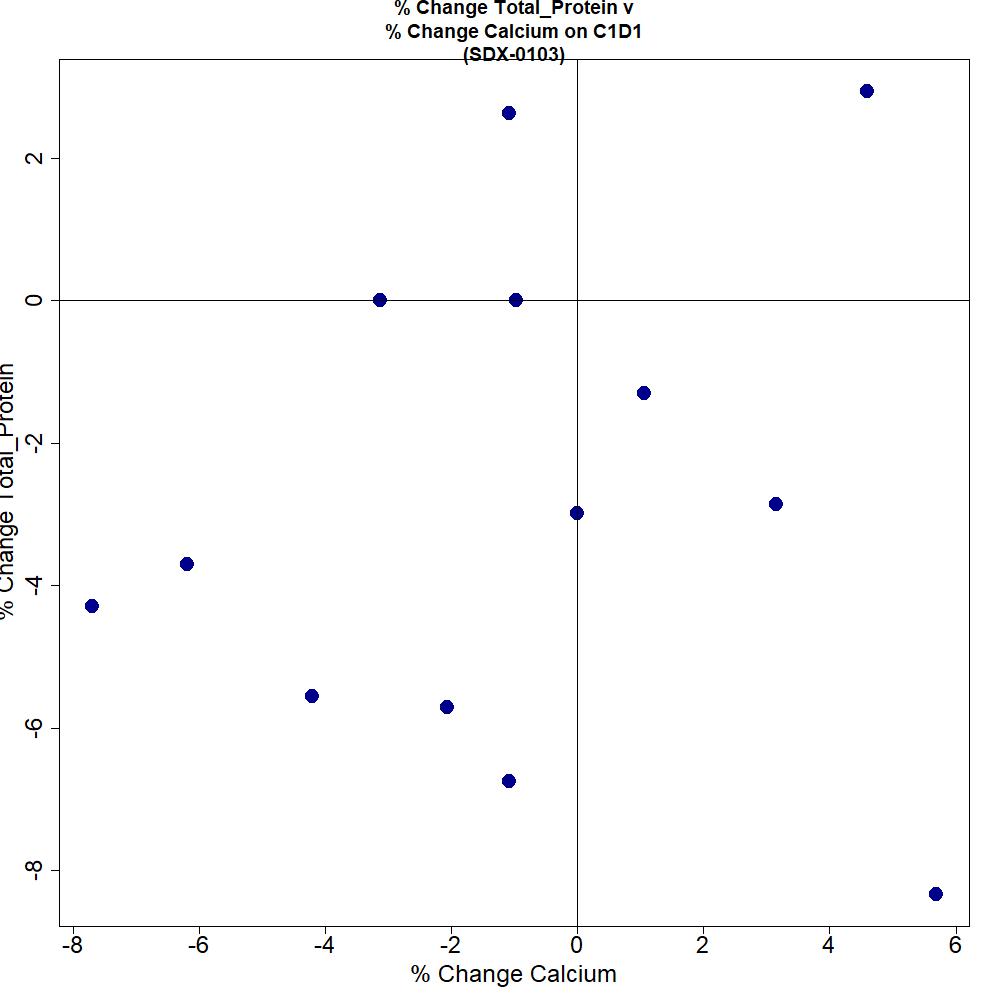 % Change Total_Protein v
% Change Calcium on C1D1
(SDX-0103)
2
0
-2
-4
-6
-8
% Change Total_Protein
-8 -6 -4 -2 0 2 4 6
% Change Calcium